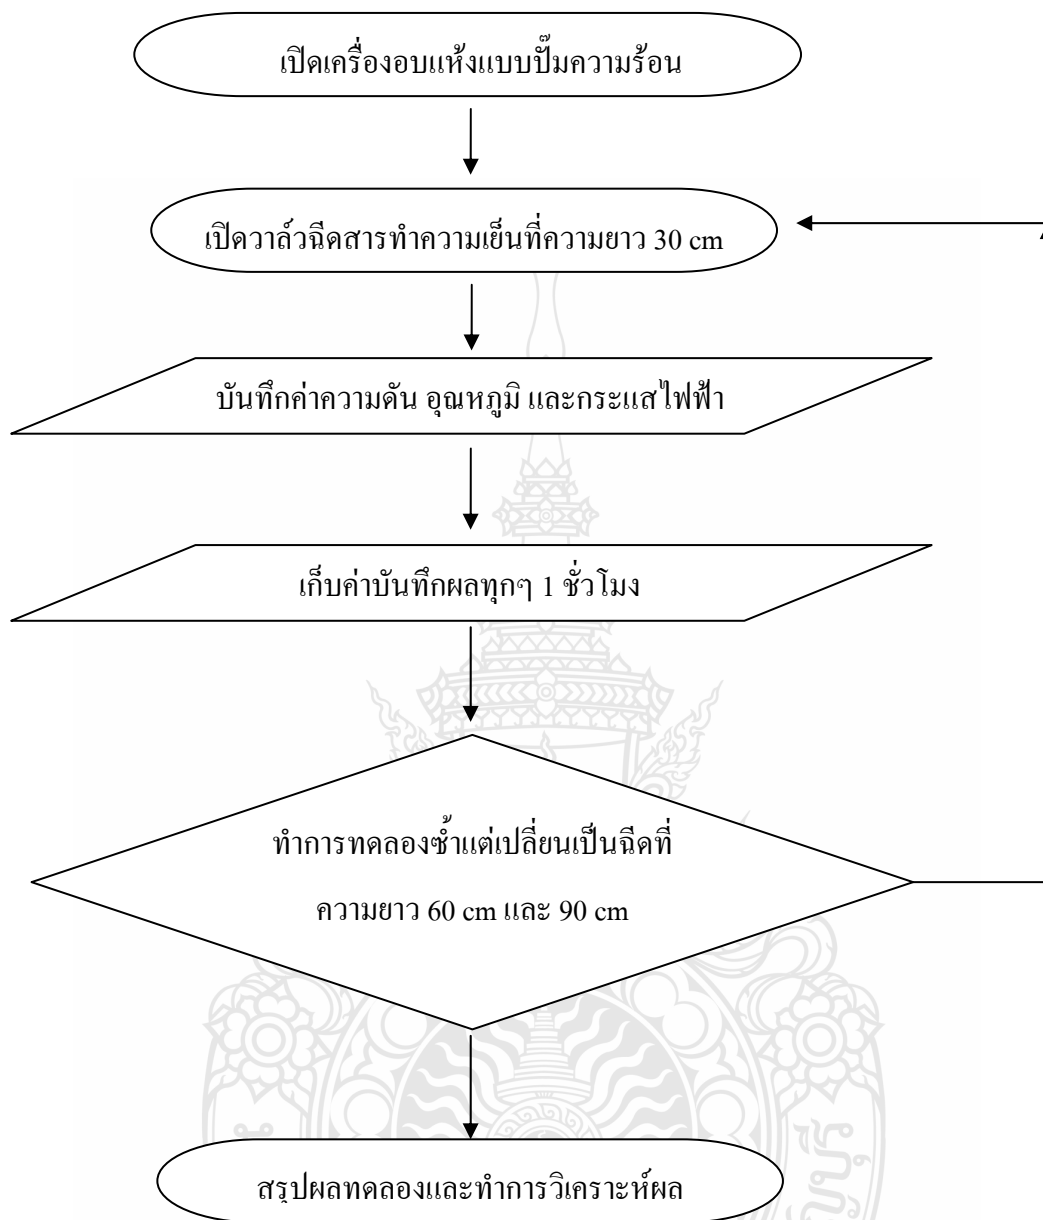 เปิดเครื่องอบแห้งแบบปั๊มความร้อน
เปิดวาล์วฉีดสารทำความเย็นที่ความยาว 30 cm
บันทึกค่าความดัน อุณหภูมิ และกระแสไฟฟ้า
เก็บค่าบันทึกผลทุกๆ 1 ชั่วโมง
ทำการทดลองซ้ำแต่เปลี่ยนเป็นฉีดที่
ความยาว 60 cm และ 90 cm
สรุปผลทดลองและทำการวิเคราะห์ผล